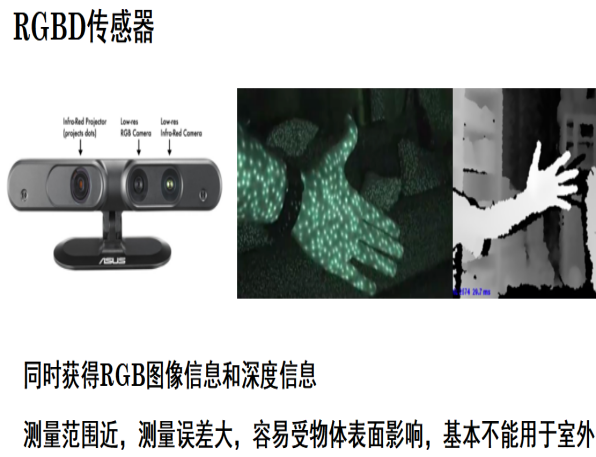 RGBD传感器
Infra-Red Projector
(projects dots)
Low-res
RGB Camera
Low-res
Infra-Red Camera
ASUS
20.7 ms
同时获得RGB图像信息和深度信息
测量范围近，测量误差大，容易受物体表面影响，基本不能用于室外